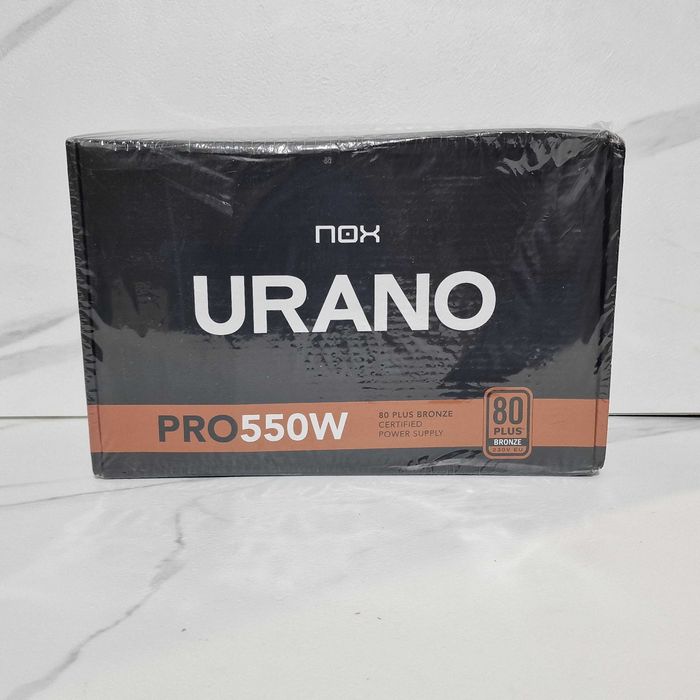 nox
URANO
PRO550W
80 PLUS BRONZE
CERTIFIED
POWER SUPPLY
80
PLUS
BRONZE
230V EU